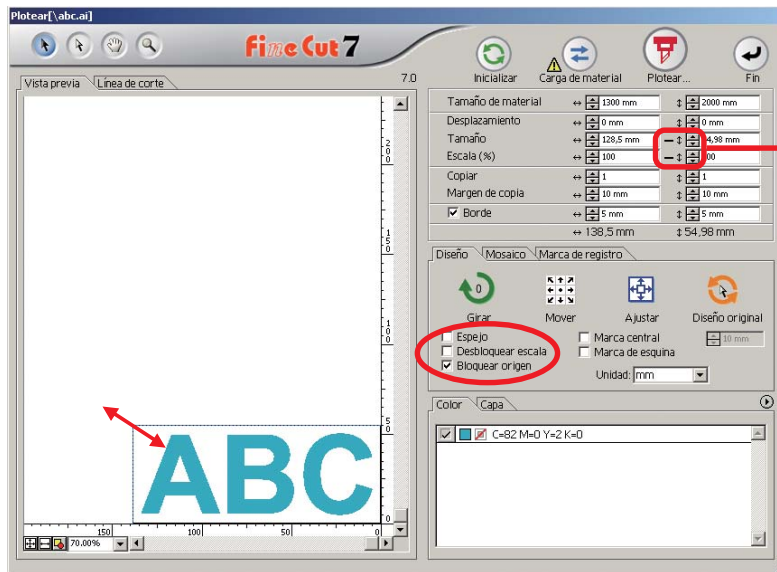 Plotear[\abc.ai]
FineCut 7
7.0
Inicializar
Carga de material
Plotear...
Fin
Vista previa
Línea de corte
200
150
100
50
0
ABC
150 100 50 0
70.00%
Tamaño de material 1300 mm 2000 mm
Desplazamiento 0 mm 0 mm
Tamaño 128,5 mm 4,98 mm
Escala (%) 100 00
Copiar 1 1
Margen de copia 10 mm 10 mm
Borde 5 mm 5 mm
138,5 mm 54,98 mm
Diseño Mosaico Marca de registro
0
Girar Mover Ajustar Diseño original
Espejo Marca central 10 mm
Desbloquear escala Marca de esquina
Bloquear origen
Unidad: mm
Color Capa
C=82 M=0 Y=2 K=0